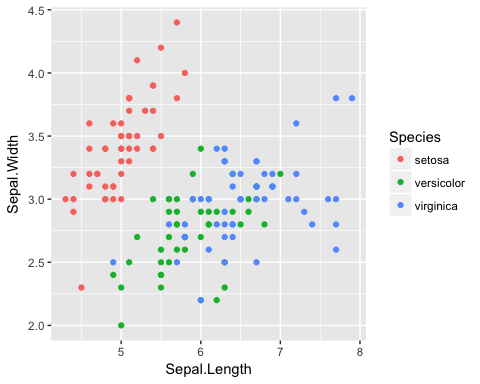 4.5
4.0
3.5
3.0
2.5
2.0
Sepal.Width
5 6 7 8
Sepal.Length
Species
setosa
versicolor
virginica